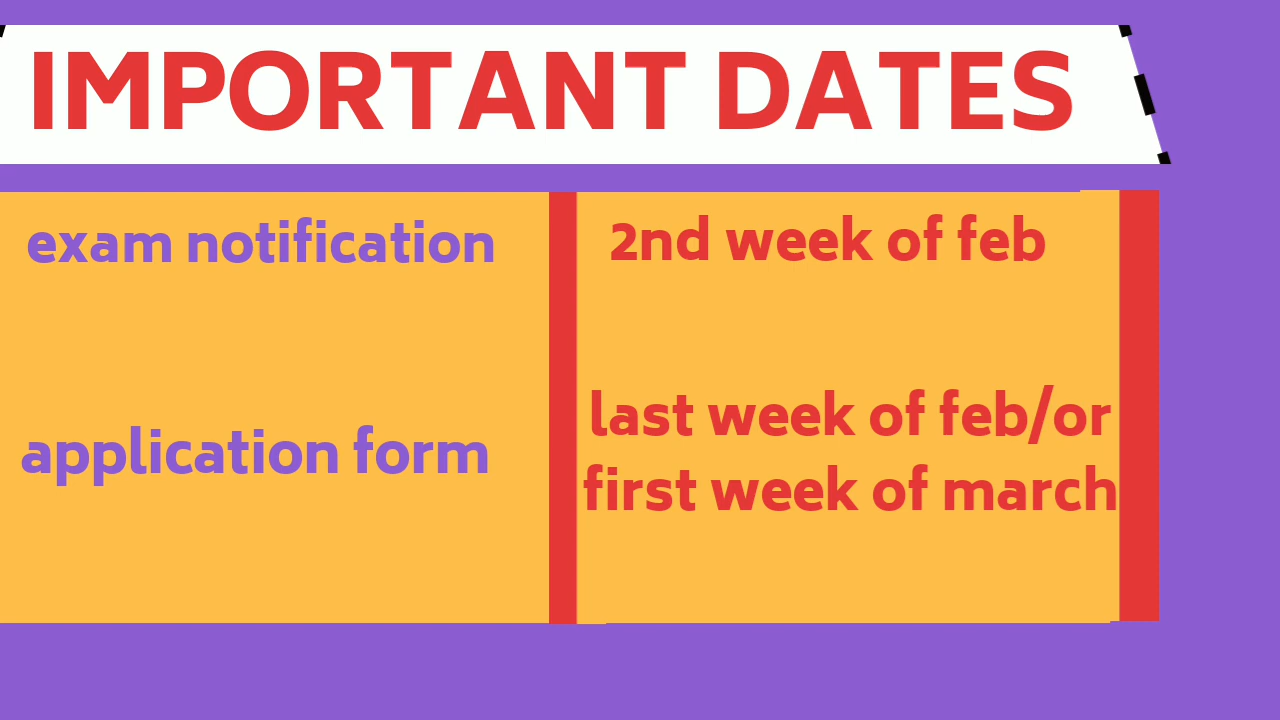 IMPORTANT DATES
exam notification
2nd week of feb
application form
last week of feb/or
first week of march